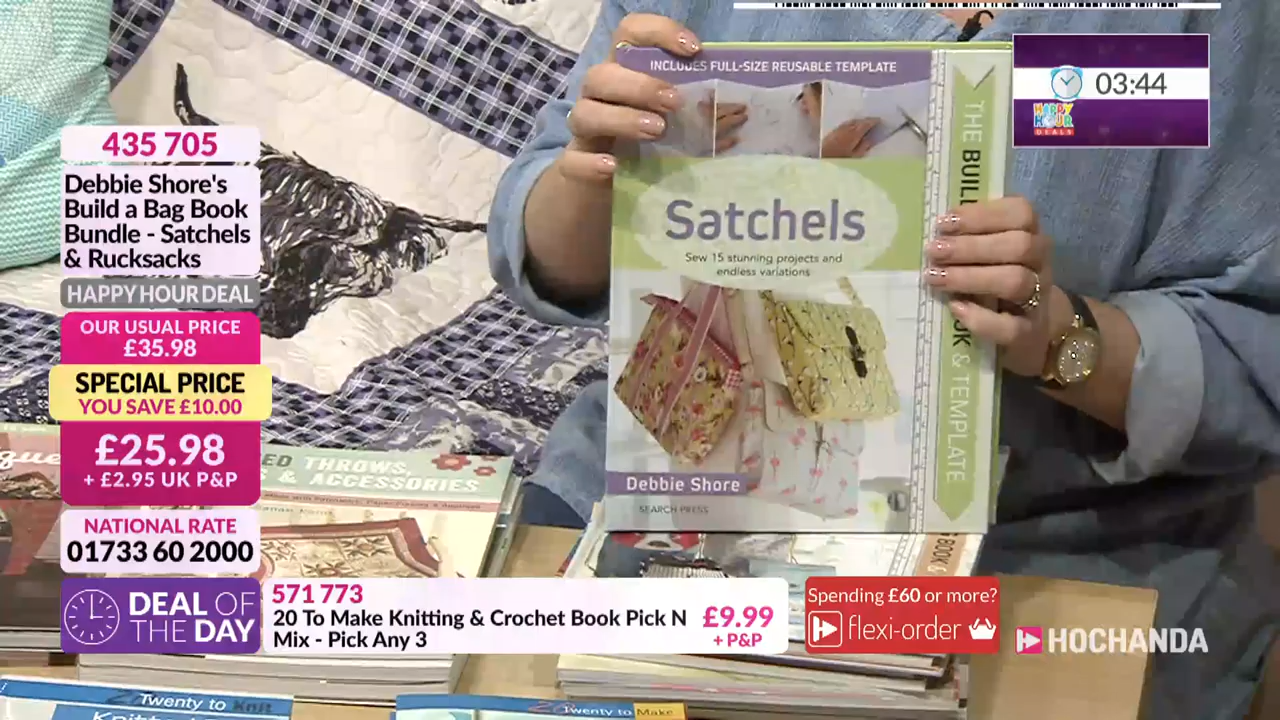 435 705
Debbie Shore's
Build a Bag Book
Bundle - Satchels
& Rucksacks
HAPPY HOUR DEAL
OUR USUAL PRICE
£35.98
SPECIAL PRICE
YOU SAVE £10.00
£25.98
+ £2.95 UK P&P
NATIONAL RATE
01733 60 2000
DEAL OF
THE DAY
571 773
20 To Make Knitting & Crochet Book Pick N
Mix - Pick Any 3
£9.99
+ P&P
Spending £60 or more?
flexi-order
HOCHANDA
03:44
HAPPY
HOUR
DEALS
INCLUDES FULL-SIZE REUSABLE TEMPLATE
Satchels
Sew 15 stunning projects and
endless variations
Debbie Shore
SEARCH PRESS
THE BUIL
OK & TEMPLATE
ED THROWS,
& ACCESSORIES
BOOK &
Twenty to Knit
Twenty to Make